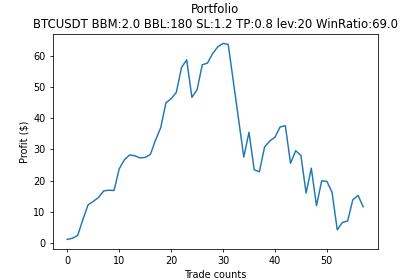 Portfolio
BTCUSDT BBM:2.0 BBL:180 SL:1.2 TP:0.8 lev:20 WinRatio:69.0
Profit ($)
60
50
40
30
20
10
0
0 10 20 30 40 50
Trade counts